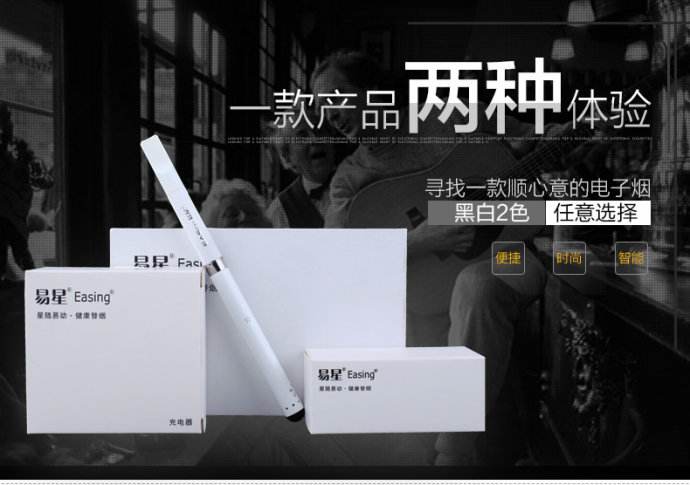 一款产品两种体验
寻找一款顺心意的电子烟
黑白2色 任意选择
便捷 时尚 智能
易星® Easing®
易星® Easing®
星随易动·健康替烟
充电器
易星® Easing®
星随易动·健康替烟